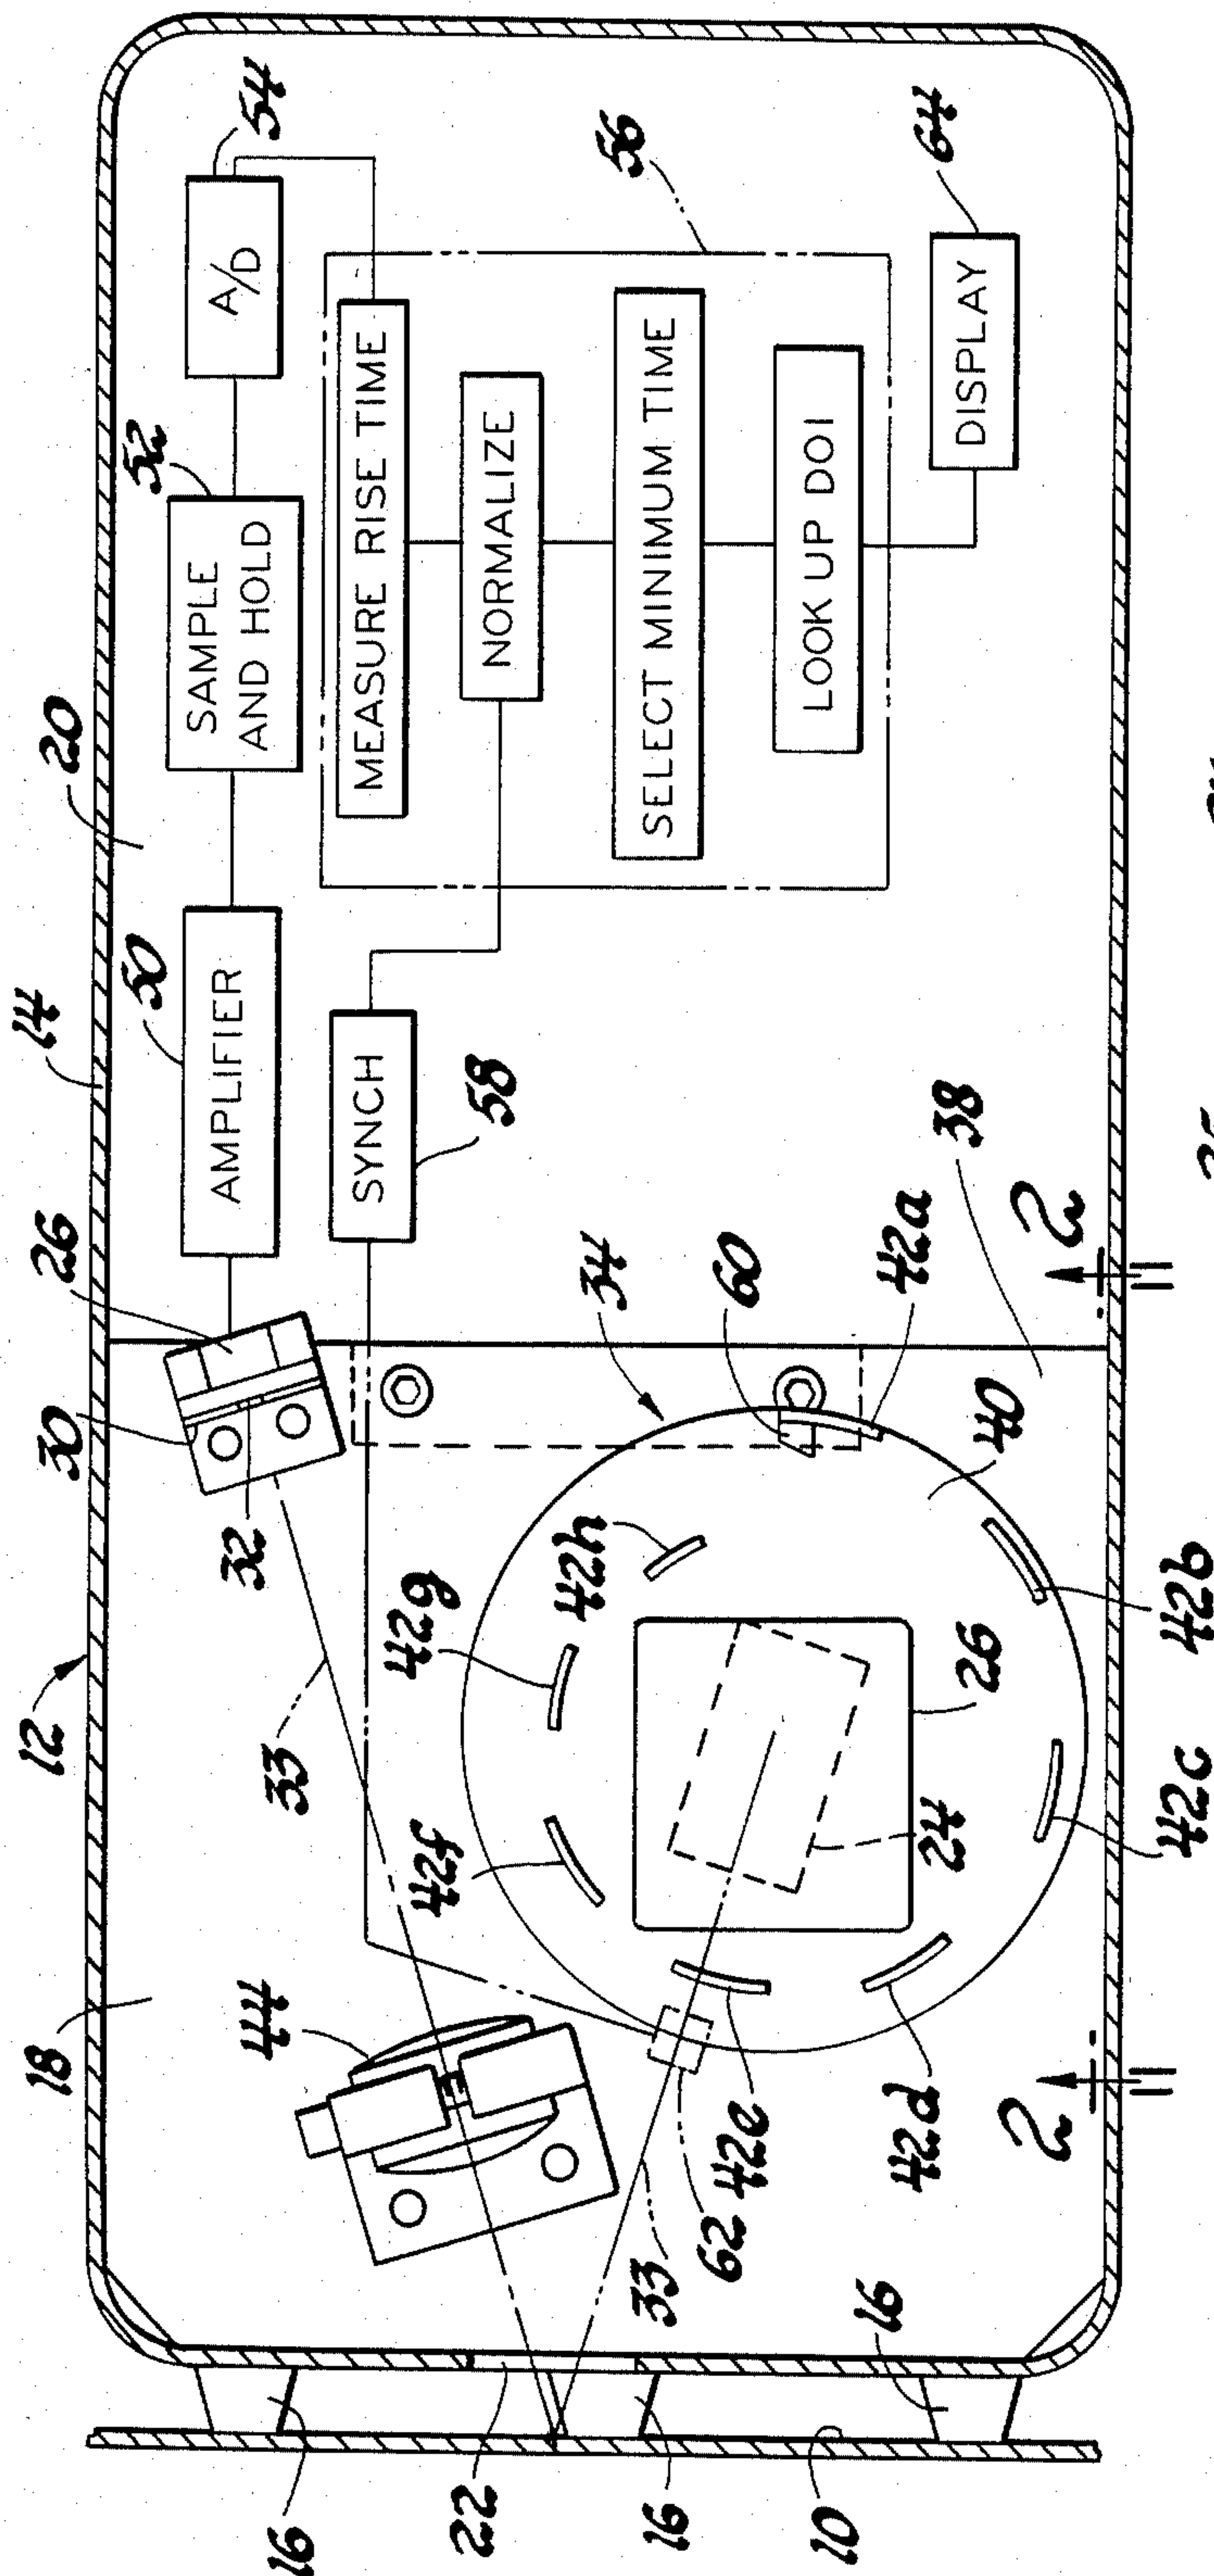 12
14
20
18
33
30
26
32
50
AMPLIFIER
52
SAMPLE
AND HOLD
54
A/D
56
MEASURE RISE TIME
NORMALIZE
SELECT MINIMUM TIME
LOOK UP DOI
58
SYNCH
64
DISPLAY
44
34
60
42a
38
40
42h
42g
42f
26
24
42b
42c
42d
42e
62
33
2
2
16
22
16
10
16